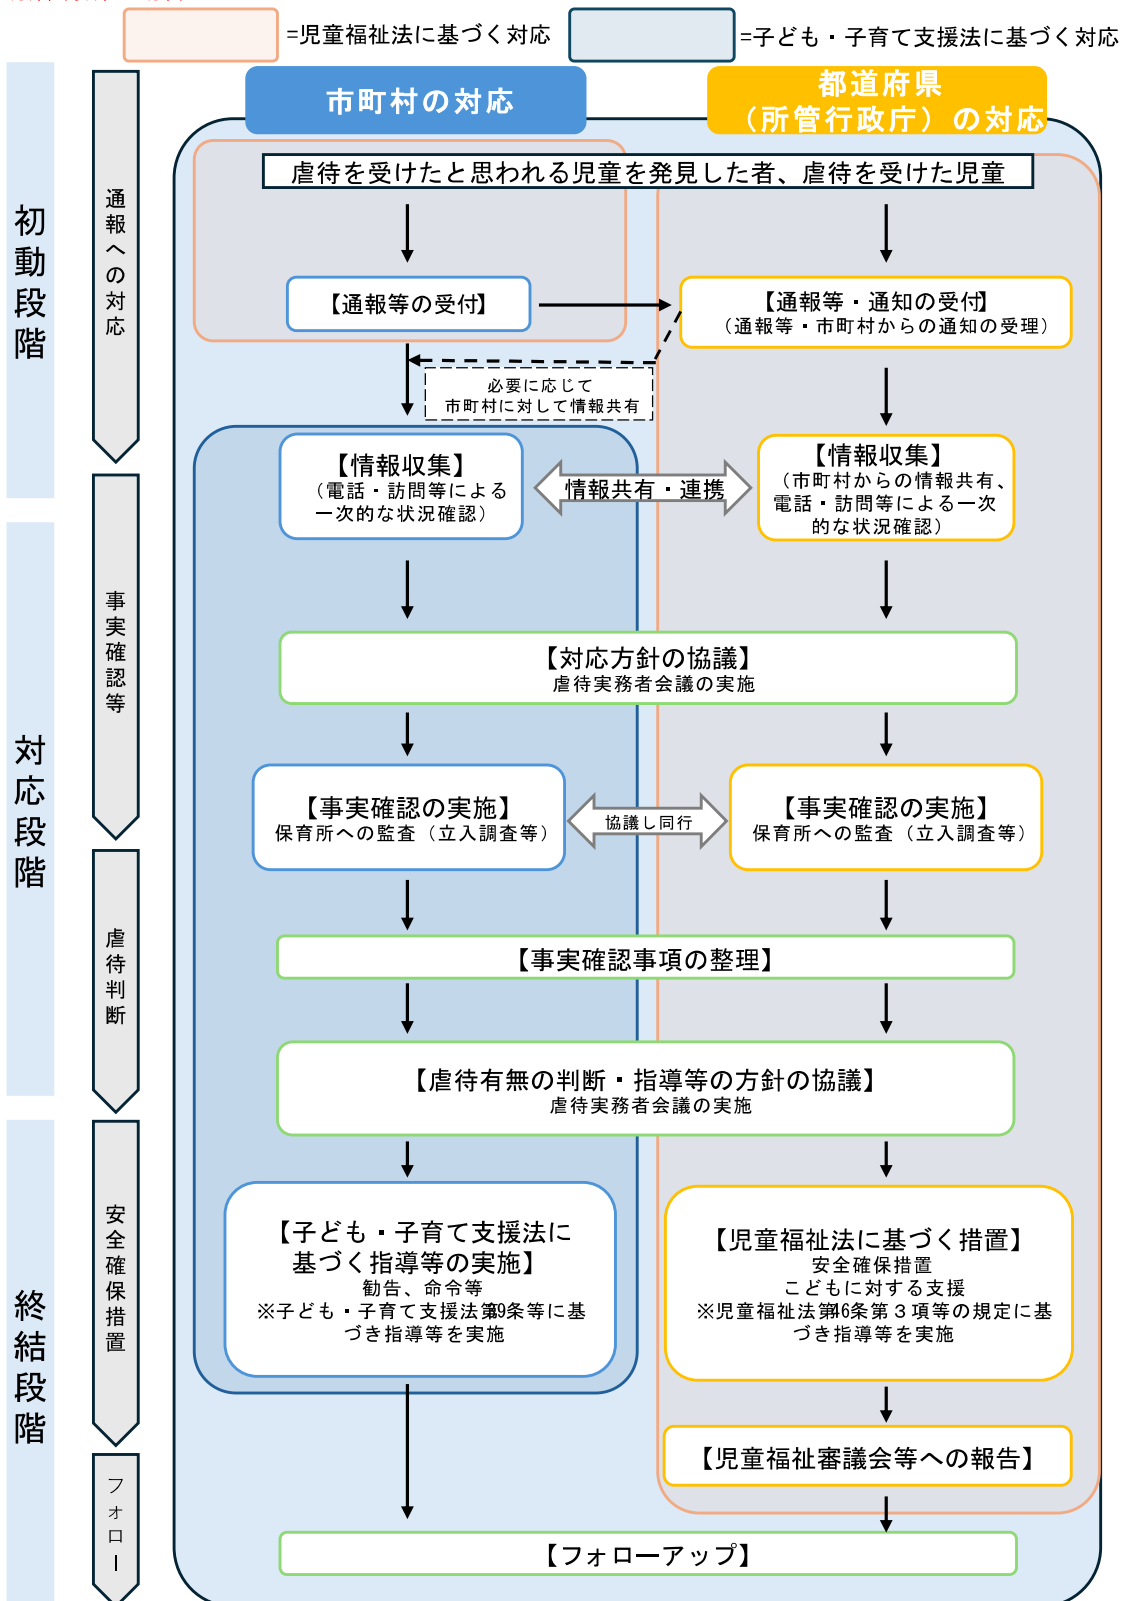 =児童福祉法に基づく対応
=子ども・子育て支援法に基づく対応
市町村の対応
都道府県
（所管行政庁）の対応
初動段階
通報への対応
虐待を受けたと思われる児童を発見した者、虐待を受けた児童
【通報等の受付】
【通報等・通知の受付】
（通報等・市町村からの通知の受理）
必要に応じて
市町村に対して情報共有
【情報収集】
（電話・訪問等による
一次的な状況確認）
情報共有・連携
【情報収集】
（市町村からの情報共有、
電話・訪問等による一次
的な状況確認）
対応段階
事実確認等
【対応方針の協議】
虐待実務者会議の実施
【事実確認の実施】
保育所への監査（立入調査等）
協議し同行
【事実確認の実施】
保育所への監査（立入調査等）
虐待判断
【事実確認事項の整理】
【虐待有無の判断・指導等の方針の協議】
虐待実務者会議の実施
終結段階
安全確保措置
【子ども・子育て支援法に
基づく指導等の実施】
勧告、命令等
※子ども・子育て支援法第39条等に基
づき指導等を実施
【児童福祉法に基づく措置】
安全確保措置
こどもに対する支援
※児童福祉法第46条第３項等の規定に基
づき指導等を実施
【児童福祉審議会等への報告】
フォロー
【フォローアップ】